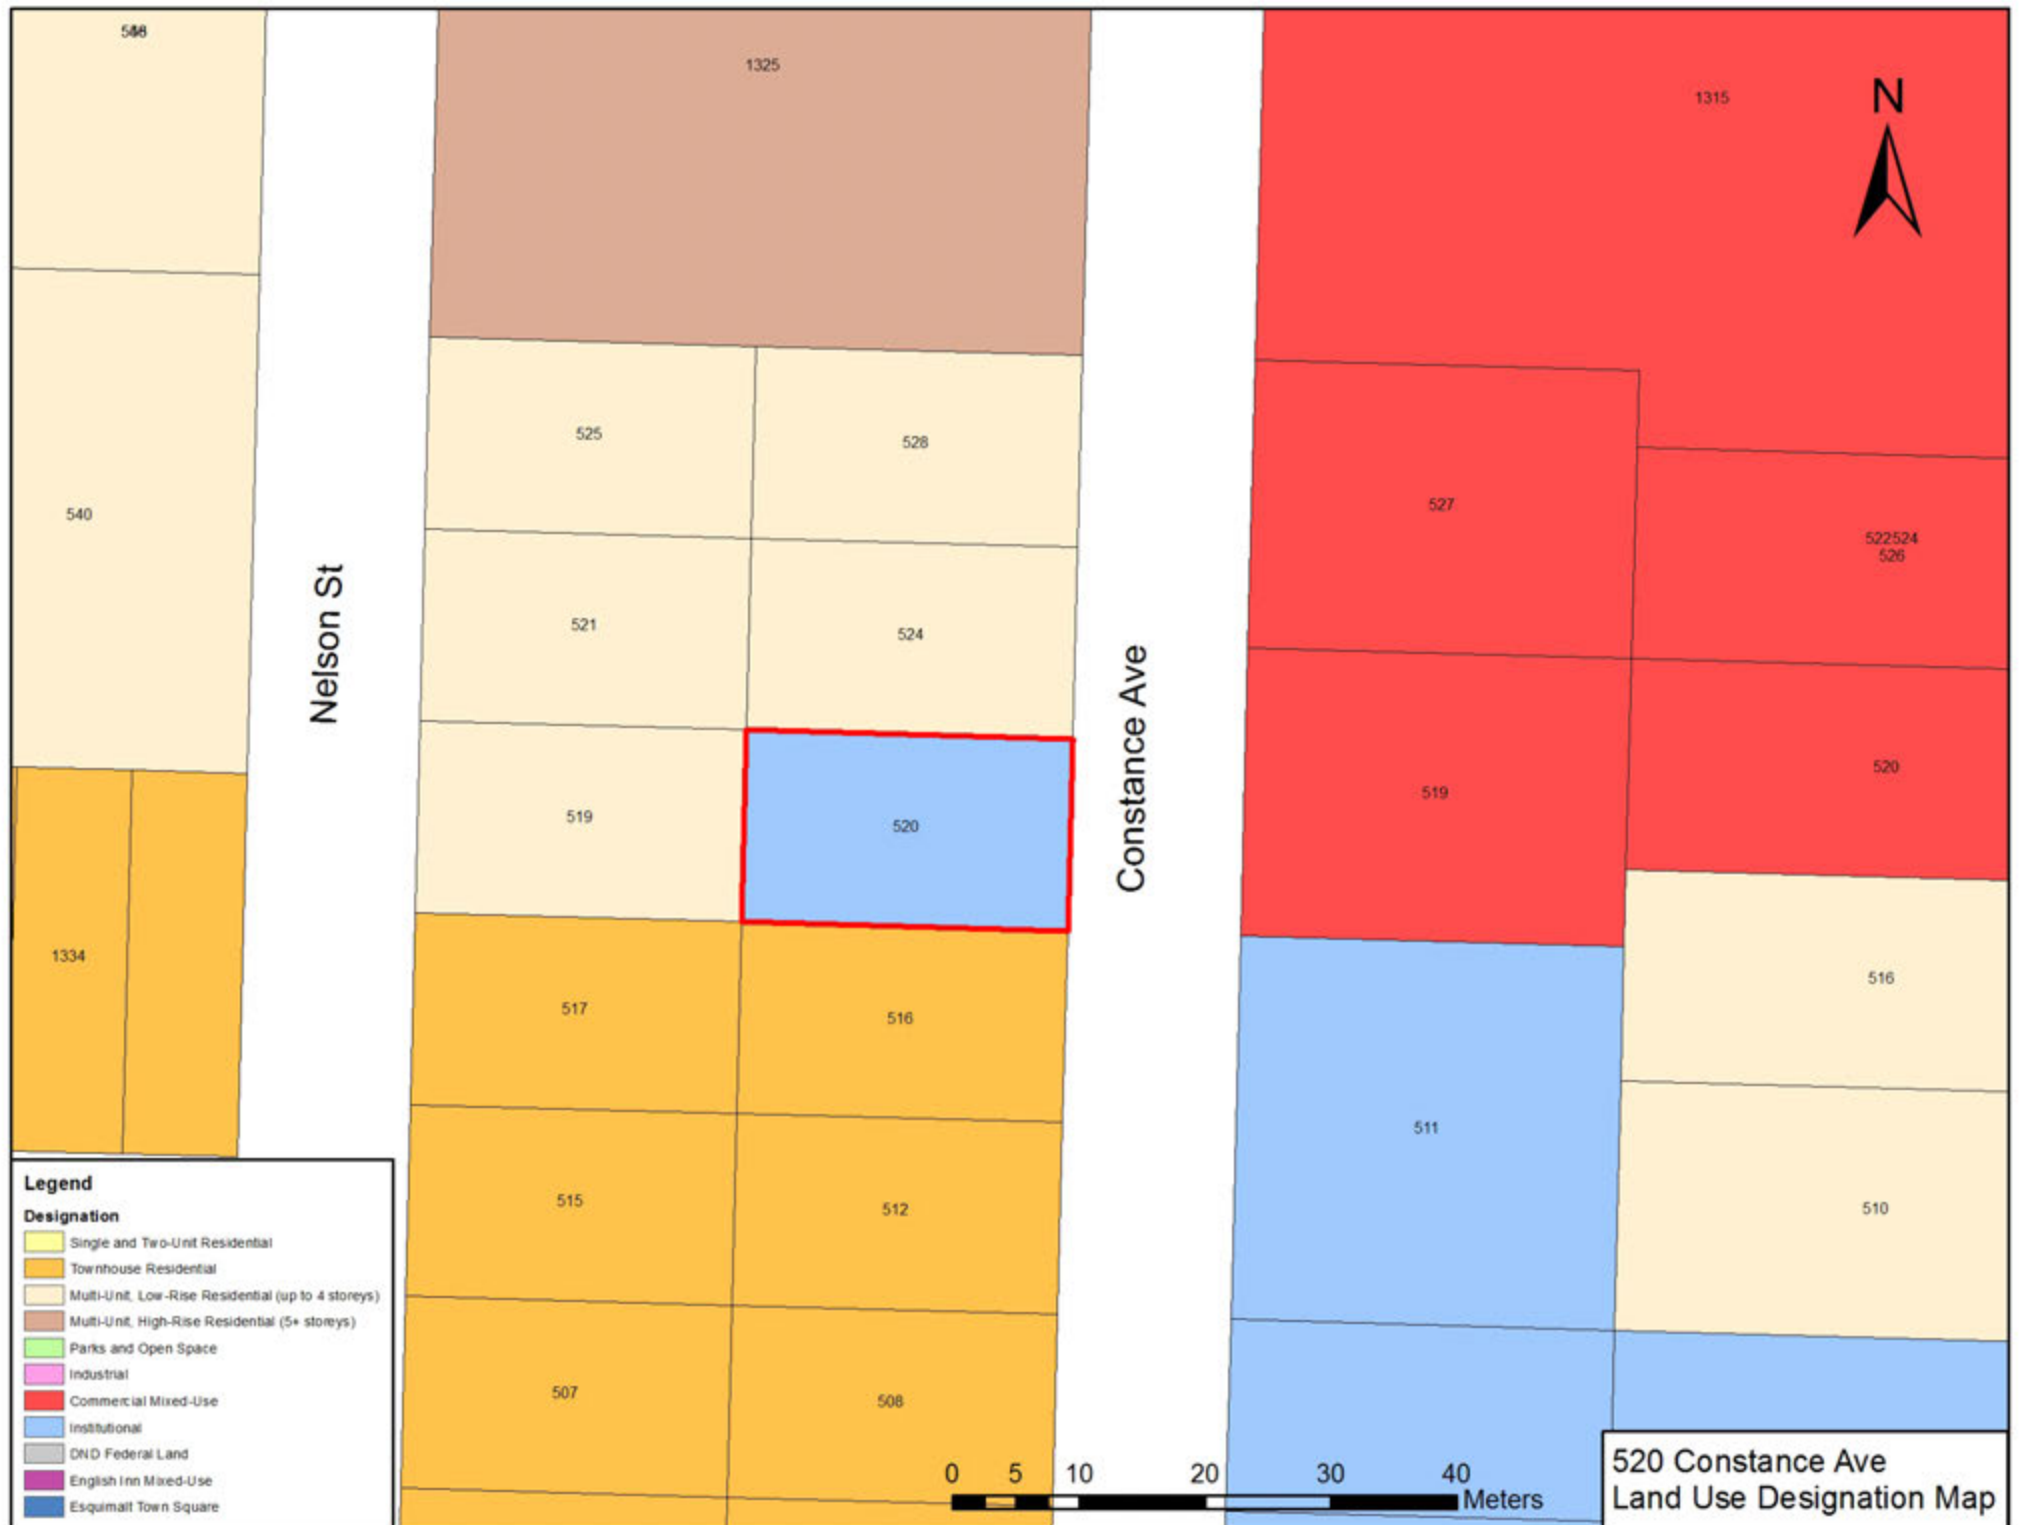 1325
1315
N
525
528
527
540
522524
526
521
524
Nelson St
Constance Ave
519
520
519
520
1334
517
516
516
511
515
512
510
507
508
Legend
Designation
Single and Two-Unit Residential
Townhouse Residential
Multi-Unit, Low-Rise Residential (up to 4 storeys)
Multi-Unit, High-Rise Residential (5+ storeys)
Parks and Open Space
Industrial
Commercial Mixed-Use
Institutional
DND Federal Land
English Inn Mixed-Use
Esquimalt Town Square
0 5 10 20 30 40
Meters
520 Constance Ave
Land Use Designation Map